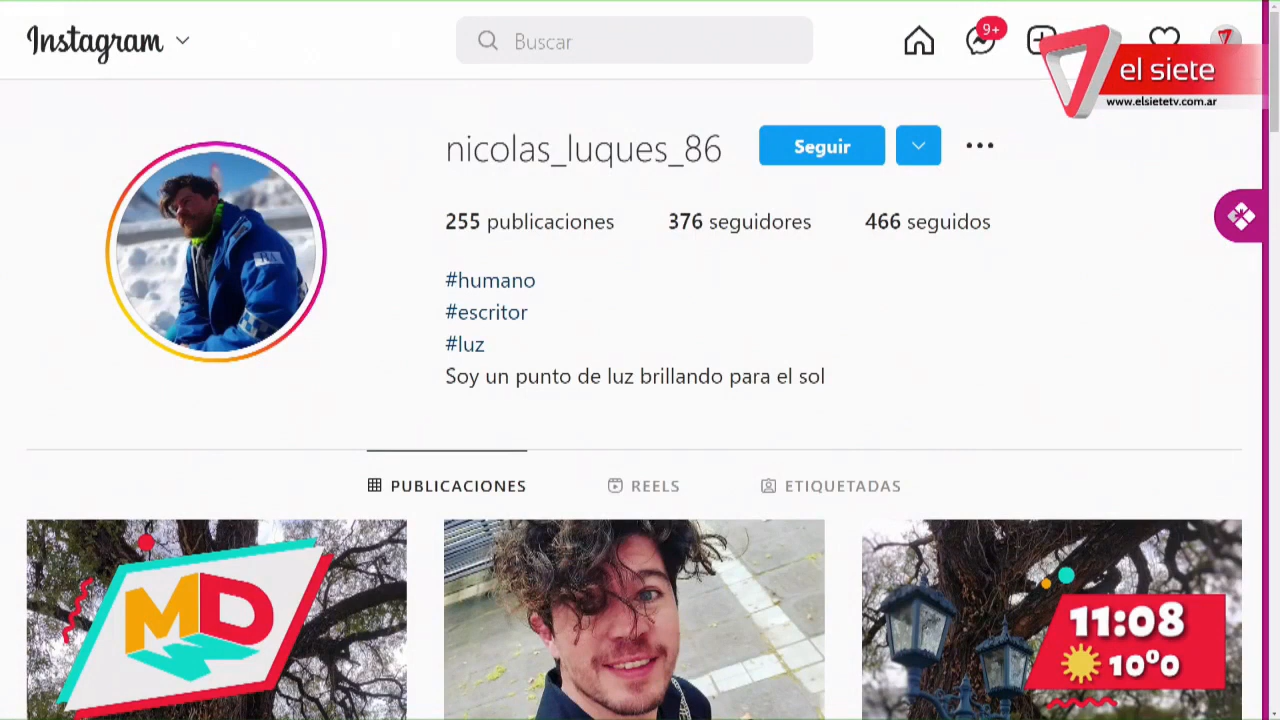 Instagram
Buscar
9+
el siete
www.elsietetv.com.ar
nicolas_luques_86
Seguir
255 publicaciones
376 seguidores
466 seguidos
#humano
#escritor
#luz
Soy un punto de luz brillando para el sol
PUBLICACIONES
REELS
ETIQUETADAS
MD
11:08
10⁰0